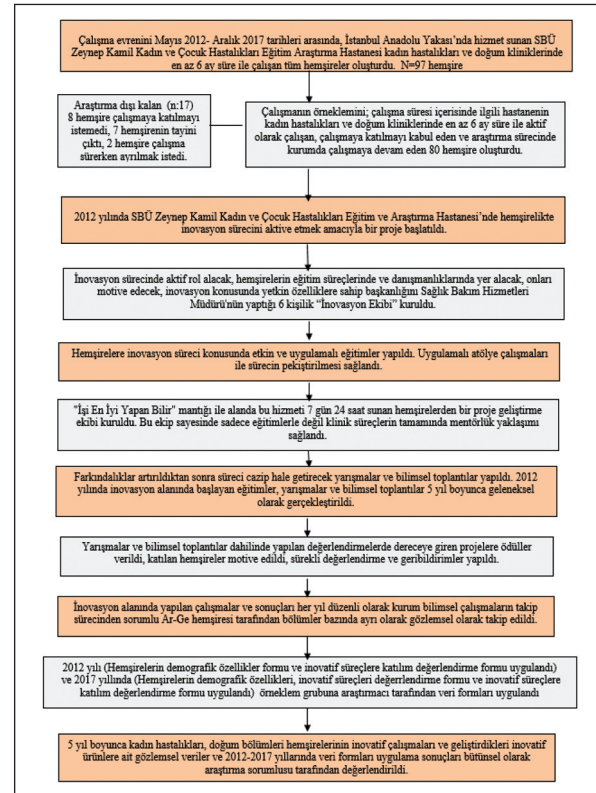 Çalışma evrenini Mayıs 2012- Aralık 2017 tarihleri arasında, İstanbul Anadolu Yakası’nda hizmet sunan SBÜ
Zeynep Kamil Kadın ve Çocuk Hastalıkları Eğitim Araştırma Hastanesi kadın hastalıkları ve doğum kliniklerinde
en az 6 ay süre ile çalışan tüm hemşireler oluşturdu. N=97 hemşire
Araştırma dışı kalan (n:17)
8 hemşire çalışmaya katılmayı
istemedi, 7 hemşirenin tayini
çıktı, 2 hemşire çalışma
sürerken ayrılmak istedi.
Çalışmanın örneklemini; çalışma süresi içerisinde ilgili hastanenin
kadın hastalıkları ve doğum kliniklerinde en az 6 ay süre ile aktif
olarak çalışan, çalışmaya katılmayı kabul eden ve araştırma sürecinde
kurumda çalışmaya devam eden 80 hemşire oluşturdu.
2012 yılında SBÜ Zeynep Kamil Kadın ve Çocuk Hastalıkları Eğitim ve Araştırma Hastanesi’nde hemşirelikte
inovasyon sürecini aktive etmek amacıyla bir proje başlatıldı.
İnovasyon sürecinde aktif rol alacak, hemşirelerin eğitim süreçlerinde ve danışmanlıklarında yer alacak, onları
motive edecek, inovasyon konusunda yetkin özelliklere sahip başkanlığını Sağlık Bakım Hizmetleri
Müdürü'nün yaptığı 6 kişilik “İnovasyon Ekibi” kuruldu.
Hemşirelere inovasyon süreci konusunda etkin ve uygulamalı eğitimler yapıldı. Uygulamalı atölye çalışmaları
ile sürecin pekiştirilmesi sağlandı.
"İşi En İyi Yapan Bilir" mantığı ile alanda bu hizmeti 7 gün 24 saat sunan hemşirelerden bir proje geliştirme
ekibi kuruldu. Bu ekip sayesinde sadece eğitimlerle değil klinik süreçlerin tamamında mentörlük yaklaşımı
sağlandı.
Farkındalıklar artırıldıktan sonra süreci cazip hale getirecek yarışmalar ve bilimsel toplantılar yapıldı. 2012
yılında inovasyon alanında başlayan eğitimler, yarışmalar ve bilimsel toplantılar 5 yıl boyunca geleneksel
olarak gerçekleştirildi.
Yarışmalar ve bilimsel toplantılar dahilinde yapılan değerlendirmelerde dereceye giren projelere ödüller
verildi, katılan hemşireler motive edildi, sürekli değerlendirme ve geribildirimler yapıldı.
İnovasyon alanında yapılan çalışmalar ve sonuçları her yıl düzenli olarak kurum bilimsel çalışmaların takip
sürecinden sorumlu Ar-Ge hemşiresi tarafından bölümler bazında ayrı olarak gözlemsel olarak takip edildi.
2012 yılı (Hemşirelerin demografik özellikler formu ve inovatif süreçlere katılım değerlendirme formu uygulandı)
ve 2017 yıllında (Hemşirelerin demografik özellikleri, inovatif süreçleri değerrlendirme formu ve inovatif süreçlere
katılım değerlendirme formu uygulandı) örneklem grubuna araştırmacı tarafından veri formları uygulandı
5 yıl boyunca kadın hastalıkları, doğum bölümleri hemşirelerinin inovatif çalışmaları ve geliştirdikleri inovatif
ürünlere ait gözlemsel veriler ve 2012-2017 yıllarında veri formları uygulama sonuçları bütünsel olarak
araştırma sorumlusu tarafından değerlendirildi.